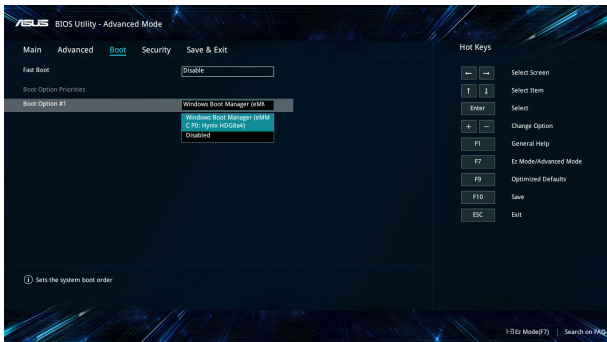 ASUS BIOS Utility - Advanced Mode
Main Advanced Boot Security Save & Exit
Hot Keys
Fast Boot Disable
Boot Option Priorities
Boot Option #1 Windows Boot Manager (eMM
Windows Boot Manager (eMM
C P0: Hynix HDG8a4)
Disabled
← → Select Screen
↑ ↓ Select Item
Enter Select
+ − Change Option
F1 General Help
F7 Ez Mode/Advanced Mode
F9 Optimized Defaults
F10 Save
ESC Exit
Sets the system boot order
Ez Mode(F7) | Search on FAQ